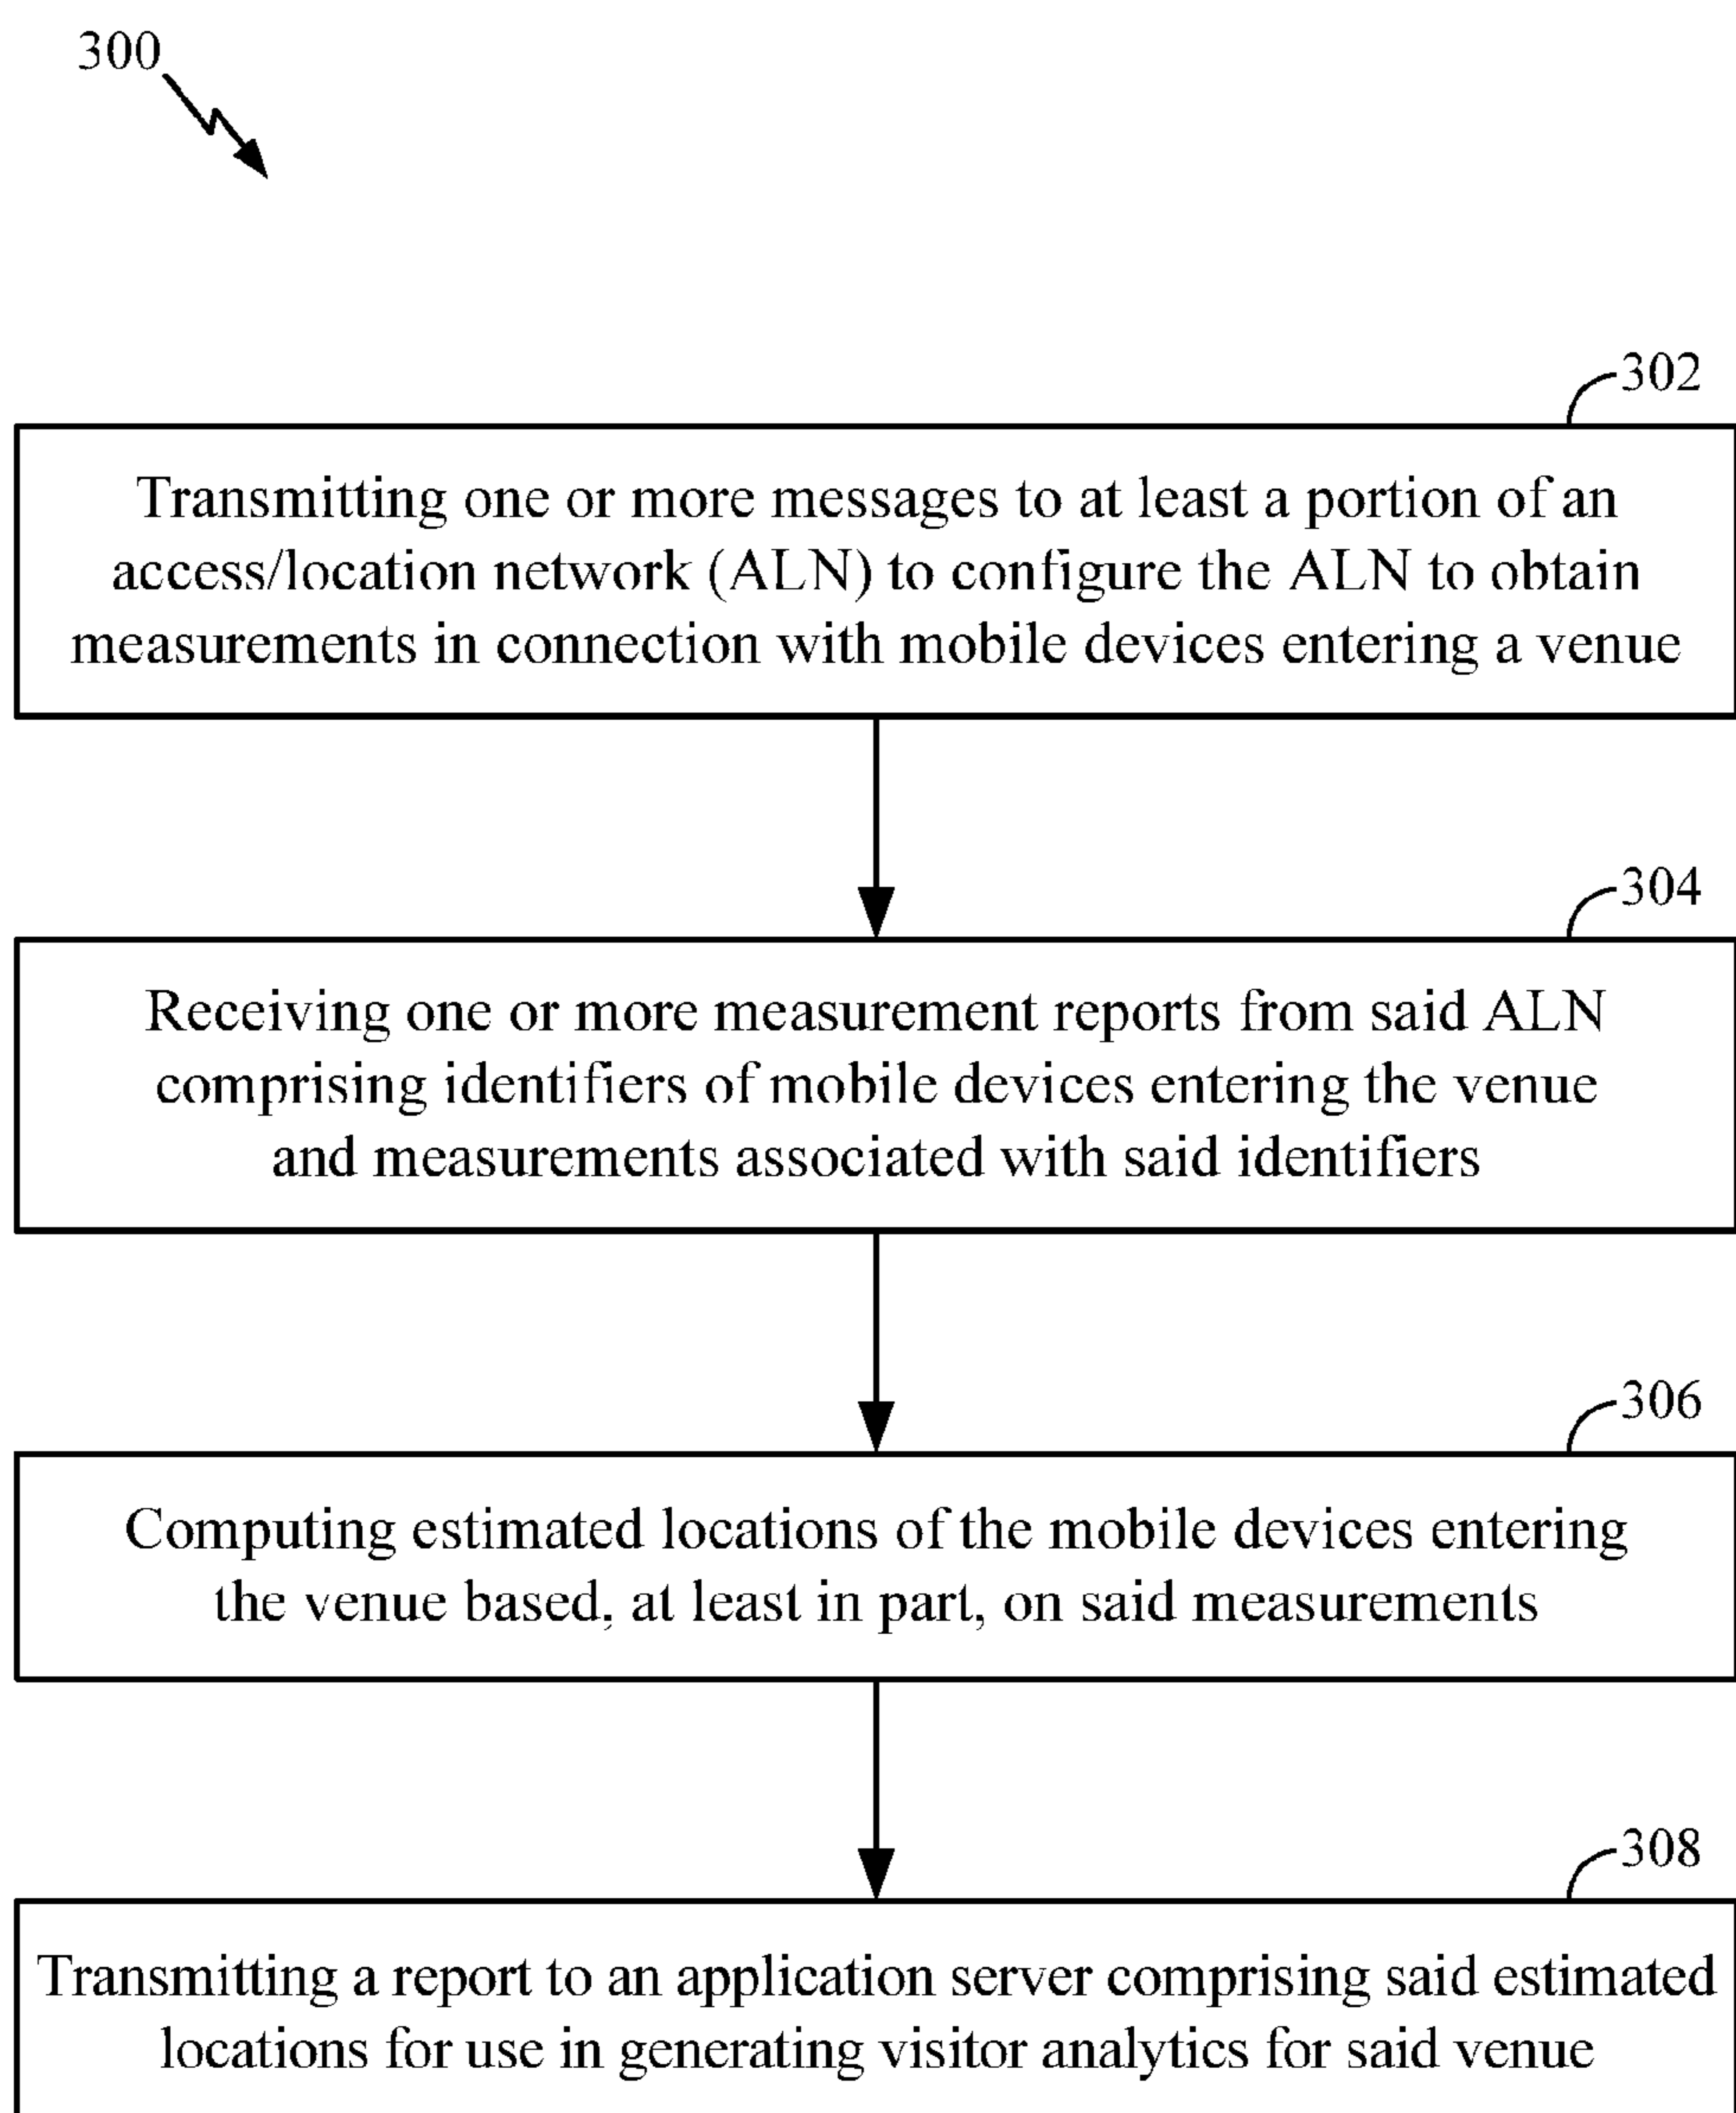 300
302
Transmitting one or more messages to at least a portion of an
access/location network (ALN) to configure the ALN to obtain
measurements in connection with mobile devices entering a venue
304
Receiving one or more measurement reports from said ALN
comprising identifiers of mobile devices entering the venue
and measurements associated with said identifiers
306
Computing estimated locations of the mobile devices entering
the venue based, at least in part, on said measurements
308
Transmitting a report to an application server comprising said estimated
locations for use in generating visitor analytics for said venue